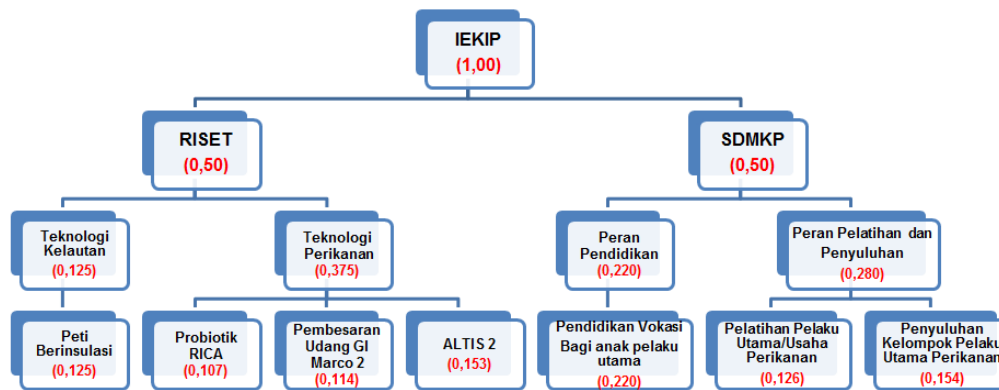 IEKIP
(1,00)
RISET
(0,50)
SDMKP
(0,50)
Teknologi
Kelautan
(0,125)
Teknologi
Perikanan
(0,375)
Peran
Pendidikan
(0,220)
Peran Pelatihan dan
Penyuluhan
(0,280)
Peti
Berinsulasi
(0,125)
Probiotik
RICA
(0,107)
Pembesaran
Udang GI
Marco 2
(0,114)
ALTIS 2
(0,153)
Pendidikan Vokasi
Bagi anak pelaku
utama
(0,220)
Pelatihan Pelaku
Utama/Usaha
Perikanan
(0,126)
Penyuluhan
Kelompok Pelaku
Utama Perikanan
(0,154)